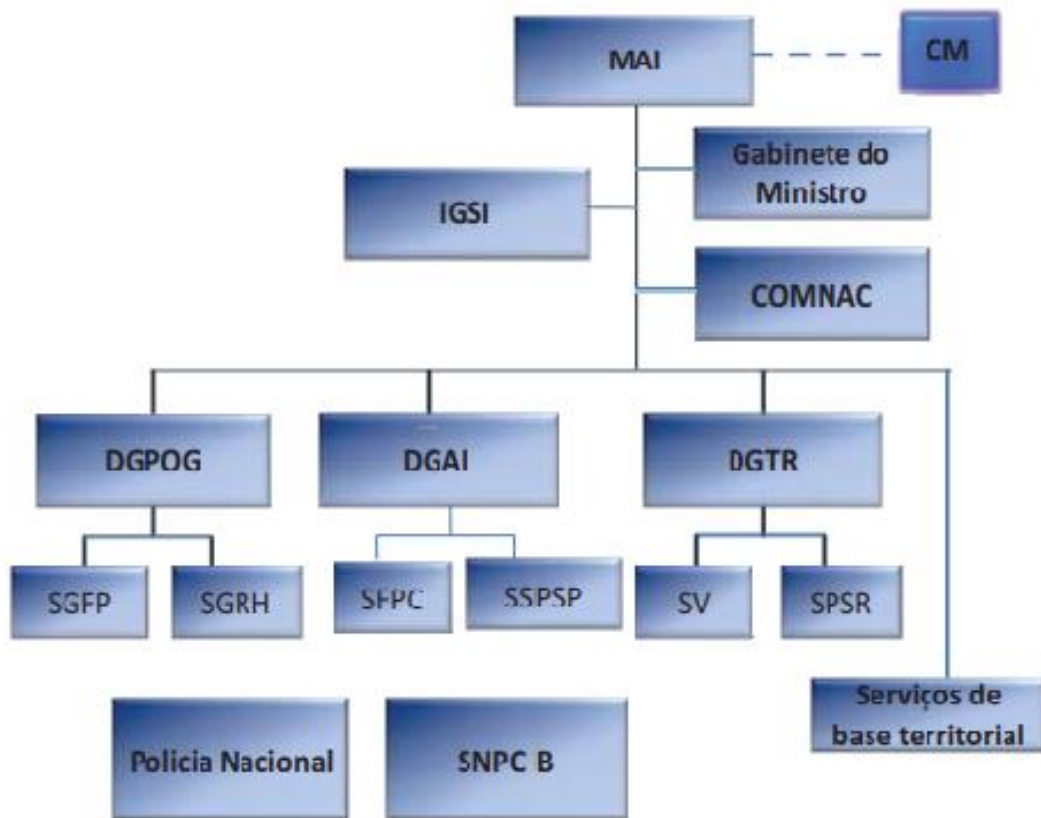 MAI
CM
Gabinete do
Ministro
IGSI
COMNAC
DGPOG
DGAI
DGTR
SGFP
SGRH
SFPC
SSPSP
SV
SPSR
Serviços de
base territorial
Policia Nacional
SNPC B